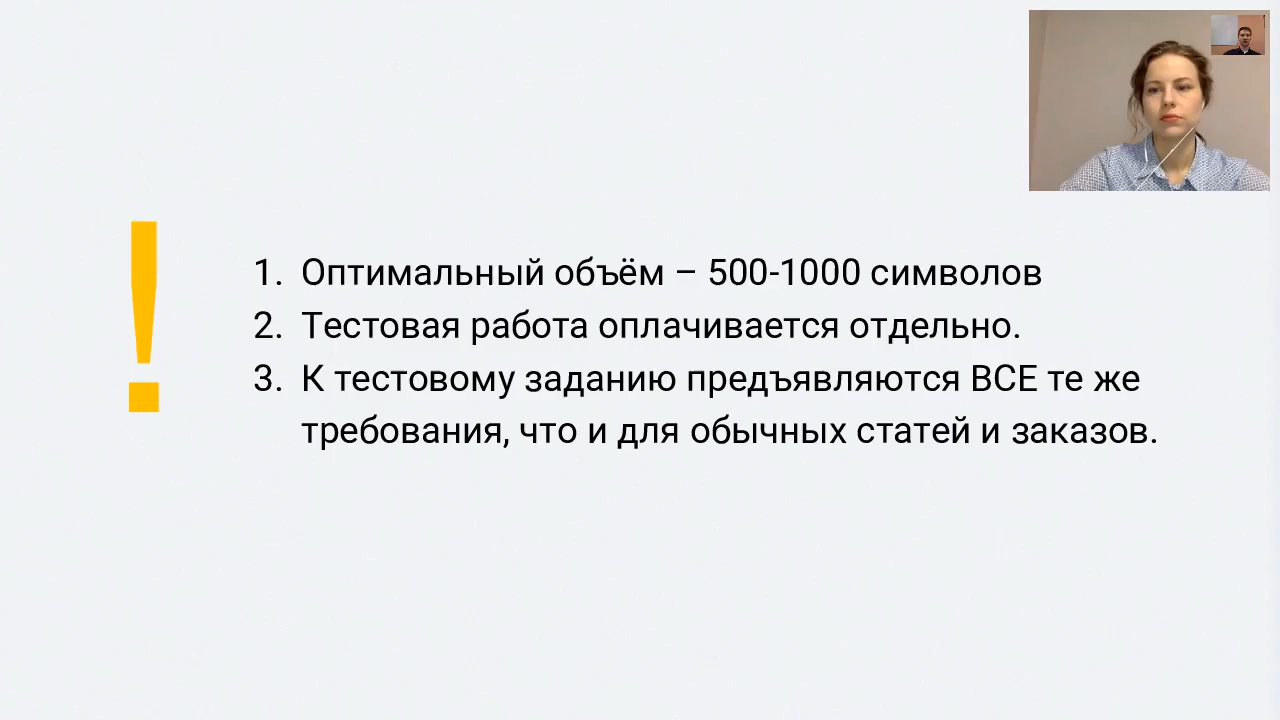 !
1. Оптимальный объём – 500-1000 символов
2. Тестовая работа оплачивается отдельно.
3. К тестовому заданию предъявляются ВСЕ те же
требования, что и для обычных статей и заказов.